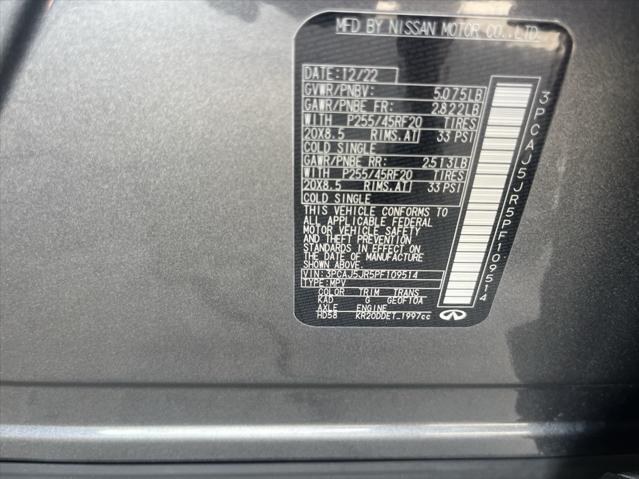 MFD BY NISSAN MOTOR CO.,LTD.
DATE: 12/22
GVWR/PNBV: 5,075LB
GAWR/PNBE FR: 2,822LB
WITH P255/45RF20 TIRES
20X8.5 RIMS.AT 33 PSI
COLD SINGLE
GAWR/PNBE RR: 2,513LB
WITH P255/45RF20 TIRES
20X8.5 RIMS.AT 33 PSI
COLD SINGLE
THIS VEHICLE CONFORMS TO
ALL APPLICABLE FEDERAL
MOTOR VEHICLE SAFETY
AND THEFT PREVENTION
STANDARDS IN EFFECT ON
THE DATE OF MANUFACTURE
SHOWN ABOVE.
VIN: 3PCAJ5JR5PF109514
TYPE: MPV
COLOR TRIM TRANS
KAD G GE0F10A
AXLE ENGINE
HD58 KR20DDET_1997cc
3PCAJ5JR5PF109514